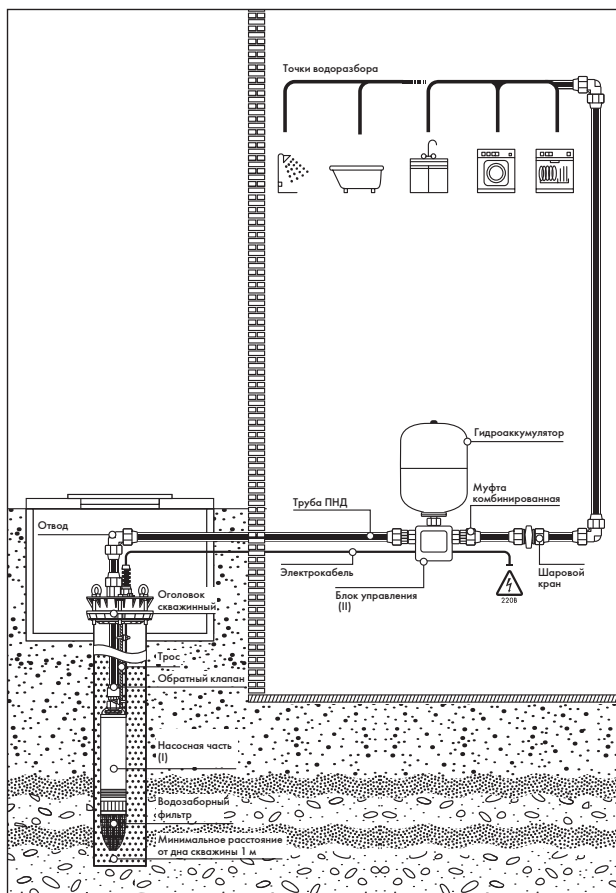 Точки водоразбора
Гидроаккумулятор
Муфта
комбинированная
Труба ПНД
Отвод
Электрокабель
Блок управления
(II)
220В
Шаровой
кран
Оголовок
скважинный
Трос
Обратный клапан
Насосная часть
(I)
Водозаборный
фильтр
Минимальное расстояние
от дна скважины 1 м